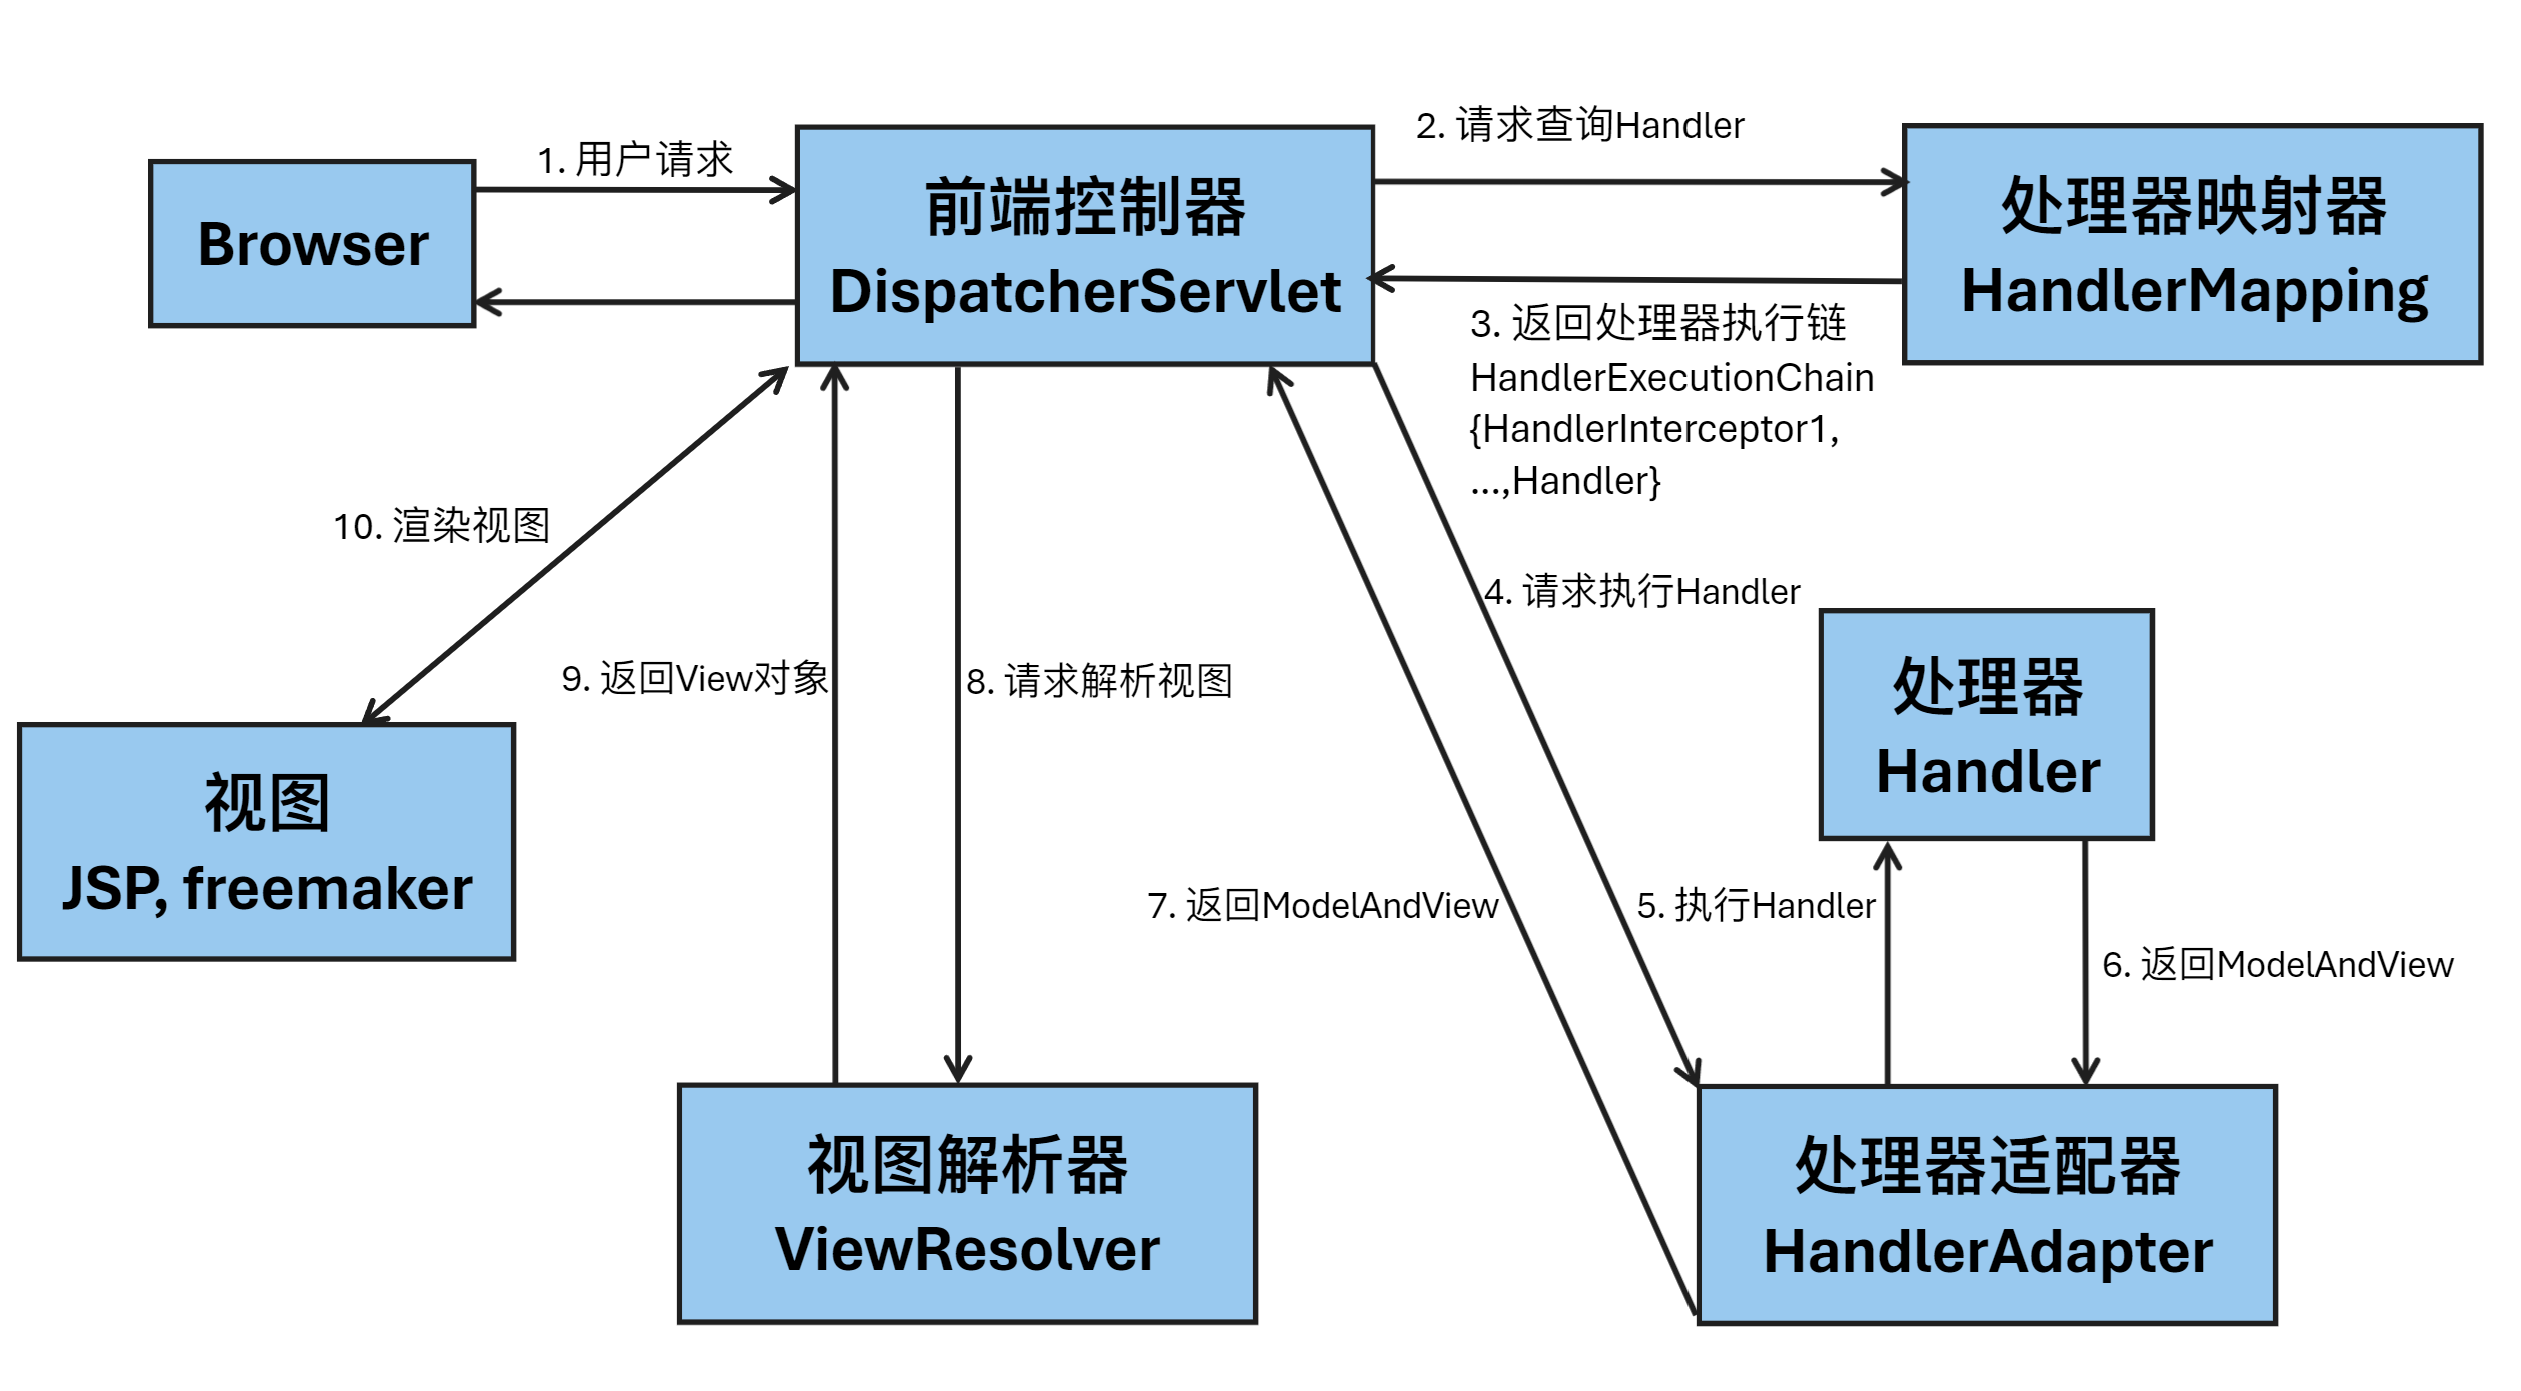 1. 用户请求
Browser
前端控制器
DispatcherServlet
2. 请求查询Handler
处理器映射器
HandlerMapping
3. 返回处理器执行链
HandlerExecutionChain
{HandlerInterceptor1,
...,Handler}
10. 渲染视图
4. 请求执行Handler
9. 返回View对象
8. 请求解析视图
处理器
Handler
视图
JSP, freemaker
7. 返回ModelAndView
5. 执行Handler
6. 返回ModelAndView
视图解析器
ViewResolver
处理器适配器
HandlerAdapter